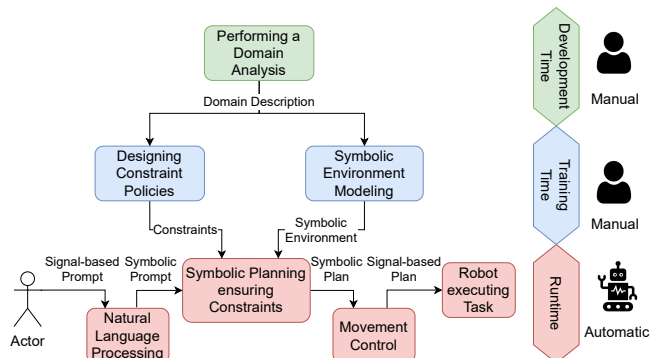 Performing a
Domain
Analysis
Domain Description
Designing
Constraint
Policies
Symbolic
Environment
Modeling
Constraints
Symbolic
Environment
Signal-based
Prompt
Symbolic
Prompt
Symbolic Planning
ensuring
Constraints
Symbolic
Plan
Signal-based
Plan
Robot
executing
Task
Actor
Natural
Language
Processing
Movement
Control
Development
Time
Manual
Training
Time
Manual
Runtime
Automatic